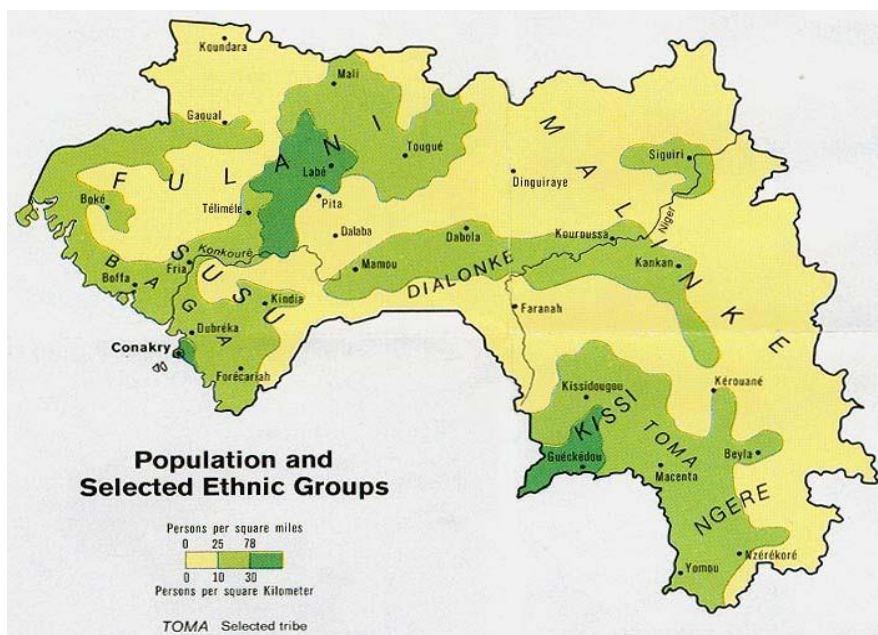 Koundara
Mali
Gaoual
Tougué
Siguiri
Labé
Dinguiraye
FULANI
MALINKE
Boké
Télimélé
Pita
Niger
Dalaba
Dabola
Kouroussa
Konkouré
Fria
Mamou
Kankan
SUSU
BAGA
DIALONKE
Boffa
Kindia
Faranah
Dubréka
Conakry
Forécariah
Kissidougou
Kérouané
KISSI
TOMA
Guéckédou
Macenta
Beyla
NGERE
Nzérékoré
Yomou
Population and
Selected Ethnic Groups
Persons per square miles
0 25 78
0 10 30
Persons per square Kilometer
TOMA Selected tribe